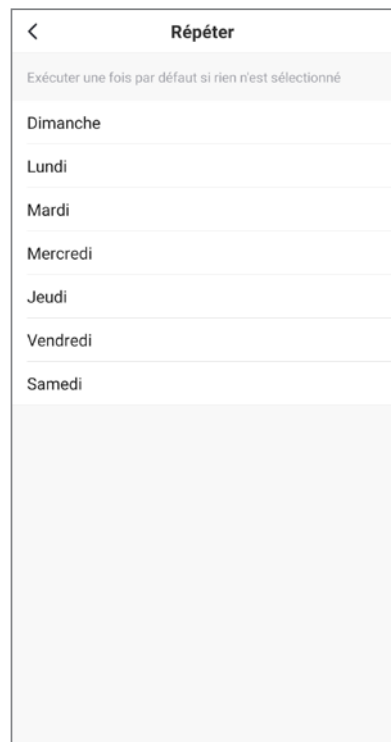 Répéter
Exécuter une fois par défaut si rien n'est sélectionné
Dimanche
Lundi
Mardi
Mercredi
Jeudi
Vendredi
Samedi